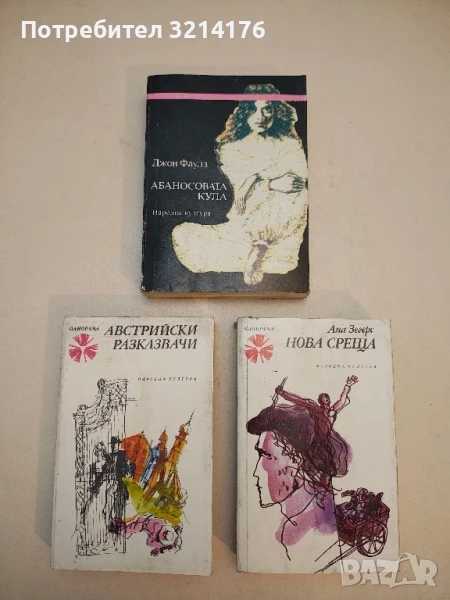 Потребител 3214176
Джон Фаулз
АБАНОСОВАТА
КУЛА
Народна култура
ПАНОРАМА
АВСТРИЙСКИ
РАЗКАЗВАЧИ
НАРОДНА КУЛТУРА
ПАНОРАМА
Ана Зегерс
НОВА СРЕЩА
НАРОДНА КУЛТУРА
BAZAR